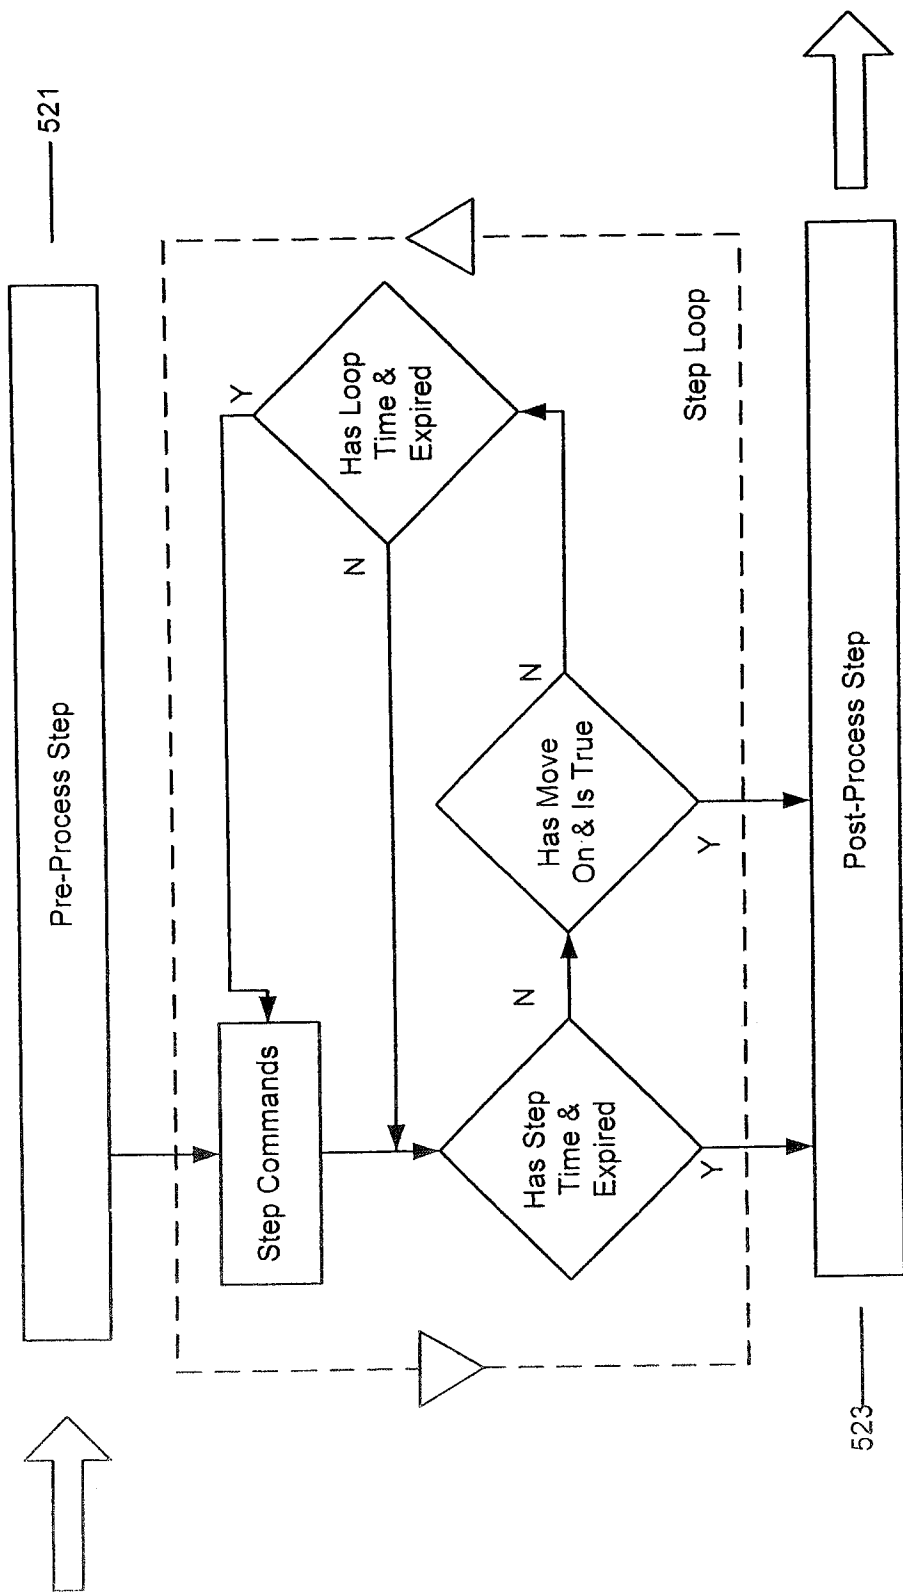 521
Pre-Process Step
Step Commands
Y
Has Loop
Time &
Expired
N
Has Step
Time &
Expired
N
Y
Has Move
On & Is True
N
Y
Step Loop
Post-Process Step
523